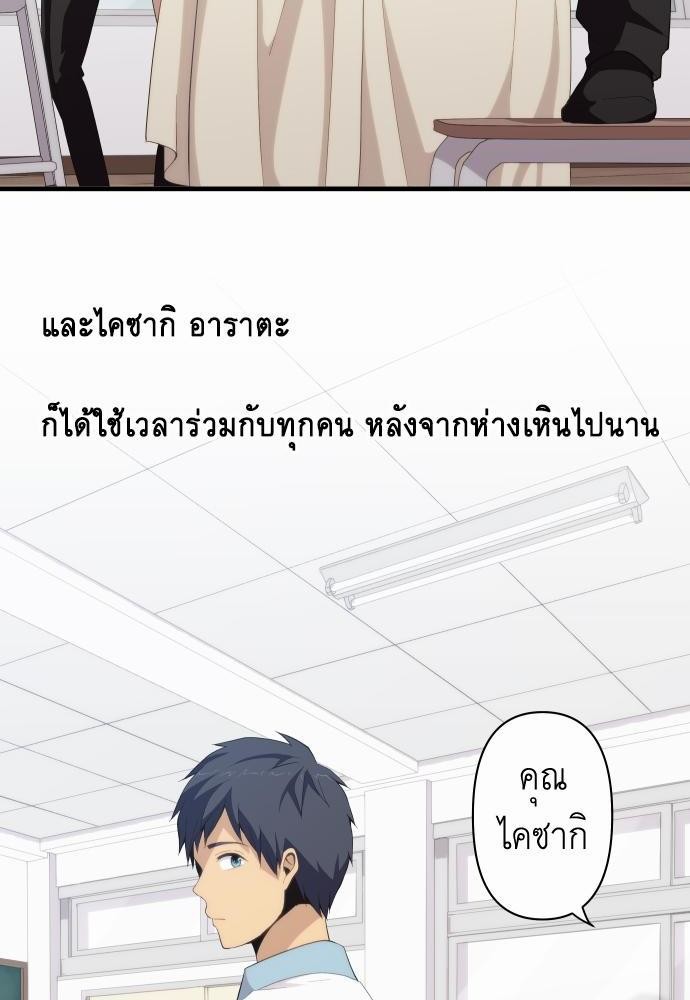 และไคซากิ อาราตะ
ก็ได้ใช้เวลาร่วมกับทุกคน หลังจากห่างเหินไปนาน
คุณ
ไคซากิ